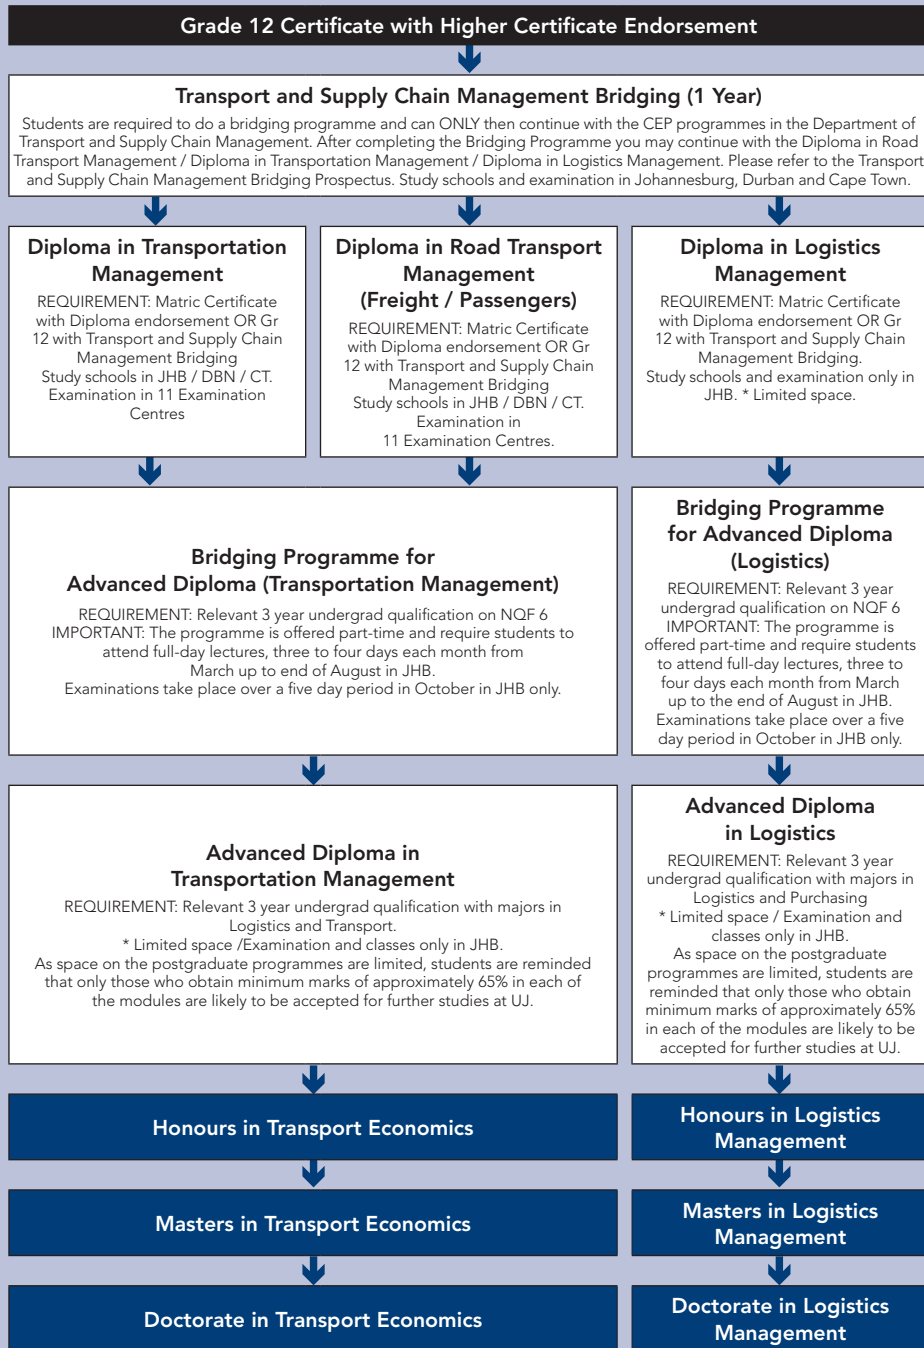 Grade 12 Certificate with Higher Certificate Endorsement
Transport and Supply Chain Management Bridging (1 Year)
Students are required to do a bridging programme and can ONLY then continue with the CEP programmes in the Department of
Transport and Supply Chain Management. After completing the Bridging Programme you may continue with the Diploma in Road
Transport Management / Diploma in Transportation Management / Diploma in Logistics Management. Please refer to the Transport
and Supply Chain Management Bridging Prospectus. Study schools and examination in Johannesburg, Durban and Cape Town.
Diploma in Transportation
Management
REQUIREMENT: Matric Certificate
with Diploma endorsement OR Gr
12 with Transport and Supply Chain
Management Bridging
Study schools in JHB / DBN / CT.
Examination in 11 Examination
Centres
Diploma in Road Transport
Management
(Freight / Passengers)
REQUIREMENT: Matric Certificate
with Diploma endorsement OR Gr
12 with Transport and Supply Chain
Management Bridging
Study schools in JHB / DBN / CT.
Examination in
11 Examination Centres.
Diploma in Logistics
Management
REQUIREMENT: Matric Certificate
with Diploma endorsement OR Gr
12 with Transport and Supply Chain
Management Bridging.
Study schools and examination only in
JHB. * Limited space.
Bridging Programme for
Advanced Diploma (Transportation Management)
REQUIREMENT: Relevant 3 year undergrad qualification on NQF 6
IMPORTANT: The programme is offered part-time and require students to
attend full-day lectures, three to four days each month from
March up to end of August in JHB.
Examinations take place over a five day period in October in JHB only.
Bridging Programme
for Advanced Diploma
(Logistics)
REQUIREMENT: Relevant 3 year
undergrad qualification on NQF 6
IMPORTANT: The programme is
offered part-time and require students
to attend full-day lectures, three to
four days each month from March
up to the end of August in JHB.
Examinations take place over a five
day period in October in JHB only.
Advanced Diploma in
Transportation Management
REQUIREMENT: Relevant 3 year undergrad qualification with majors in
Logistics and Transport.
* Limited space /Examination and classes only in JHB.
As space on the postgraduate programmes are limited, students are reminded
that only those who obtain minimum marks of approximately 65% in each of
the modules are likely to be accepted for further studies at UJ.
Advanced Diploma
in Logistics
REQUIREMENT: Relevant 3 year
undergrad qualification with majors in
Logistics and Purchasing
* Limited space / Examination and
classes only in JHB.
As space on the postgraduate
programmes are limited, students are
reminded that only those who obtain
minimum marks of approximately 65%
in each of the modules are likely to be
accepted for further studies at UJ.
Honours in Transport Economics
Honours in Logistics
Management
Masters in Transport Economics
Masters in Logistics
Management
Doctorate in Transport Economics
Doctorate in Logistics
Management